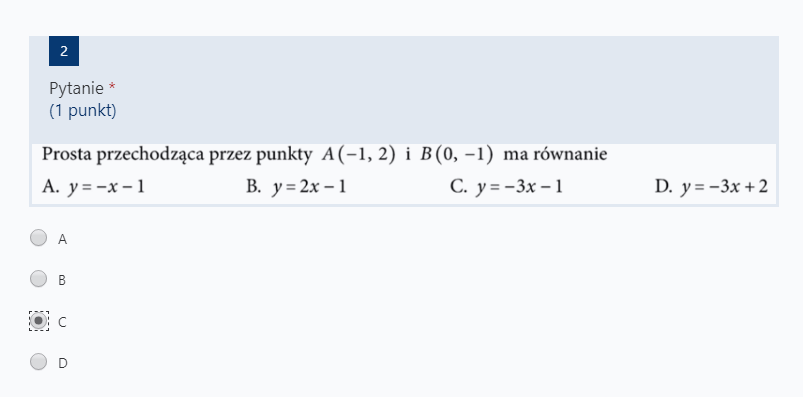 2
Pytanie *
(1 punkt)
Prosta przechodząca przez punkty A(−1, 2) i B(0, −1) ma równanie
A. y = −x − 1 B. y = 2x − 1 C. y = −3x − 1 D. y = −3x + 2
A
B
C
D